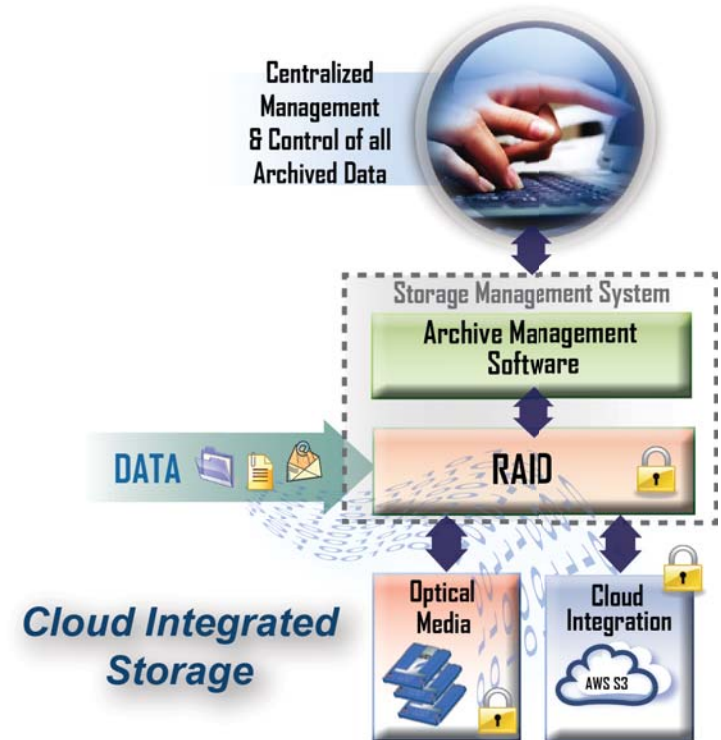 Centralized
Management
& Control of all
Archived Data
Storage Management System
Archive Management
Software
DATA
@
RAID
Optical
Media
Cloud
Integration
AWS S3
Cloud Integrated
Storage